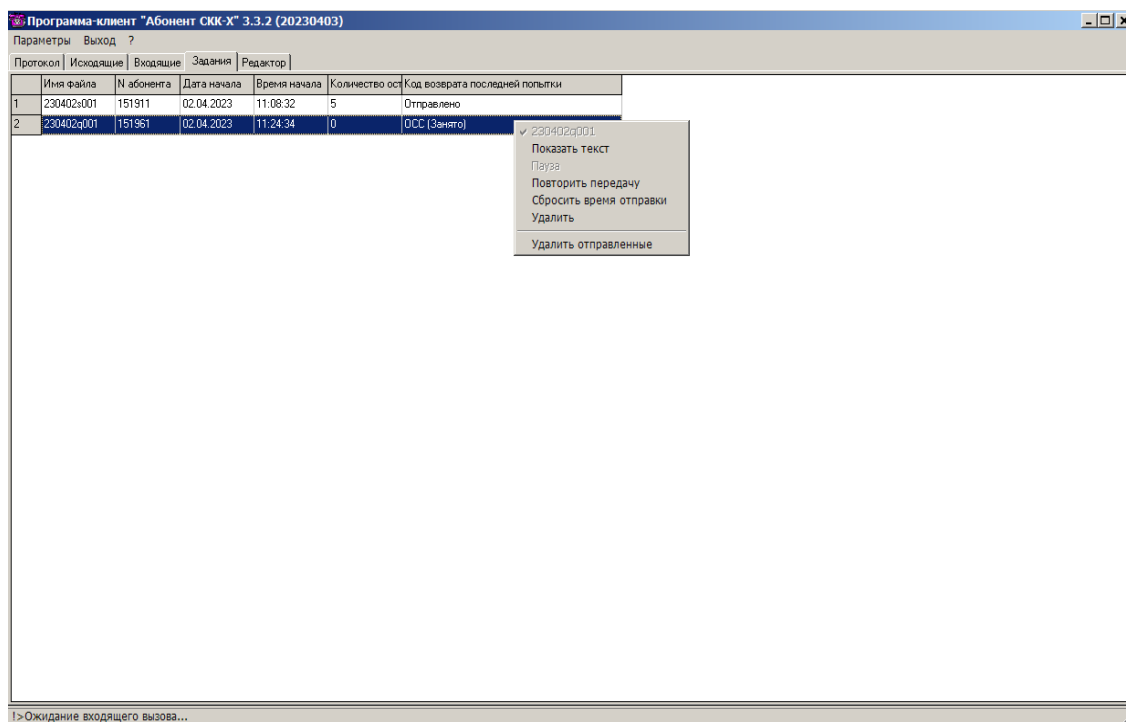 Программа-клиент "Абонент СКК-Х" 3.3.2 (20230403)
Параметры Выход ?
Протокол Исходящие Входящие Задания Редактор
Имя файла N абонента Дата начала Время начала Количество ост Код возврата последней попытки
1 230402s001 151911 02.04.2023 11:08:32 5 Отправлено
2 230402q001 151961 02.04.2023 11:24:34 0 ОСС (Занято)
230402q001
Показать текст
Пауза
Повторить передачу
Сбросить время отправки
Удалить
Удалить отправленные
!>Ожидание входящего вызова...